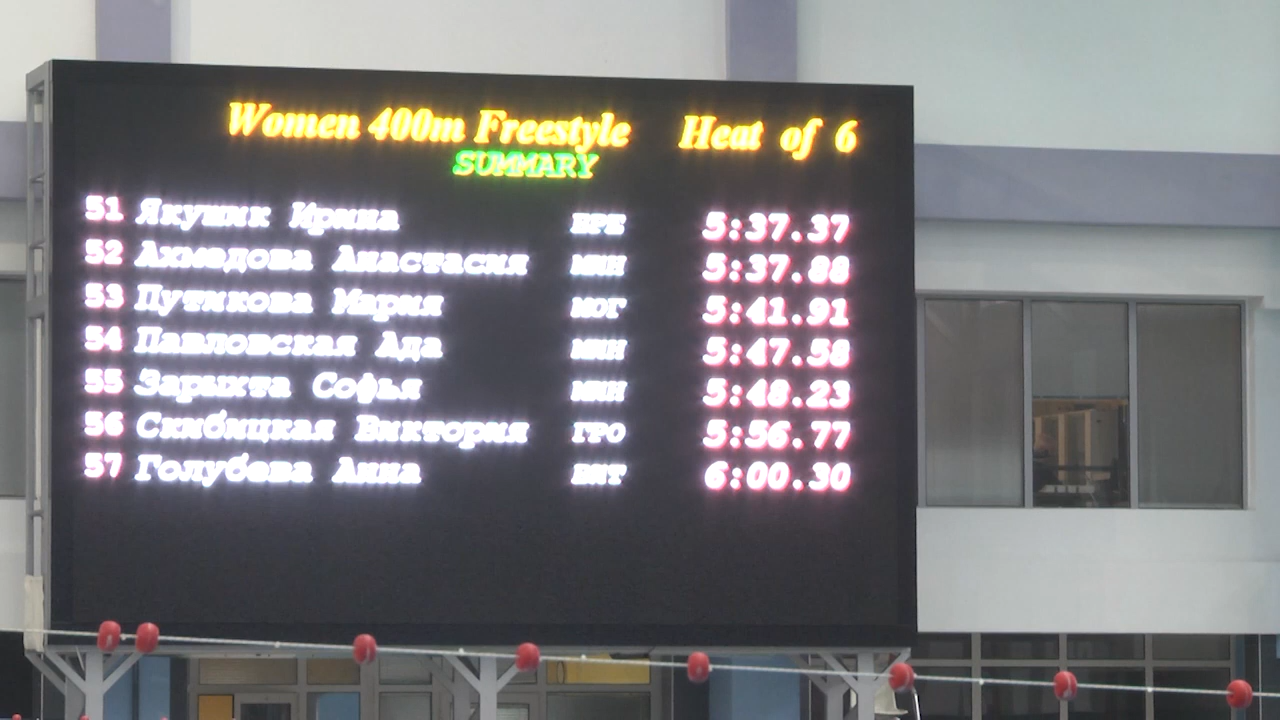 Women 400m Freestyle Heat of 6
SUMMARY
51 Якушик Ирина БРЕ 5:37.37
52 Ахмедова Анастасия МИН 5:37.88
53 Путикова Мария МОГ 5:41.91
54 Павловская Ада МИН 5:47.58
55 Зарыхта Софья МИН 5:48.23
56 Скибицкая Виктория ГРО 5:56.77
57 Голубева Анна ВИТ 6:00.30